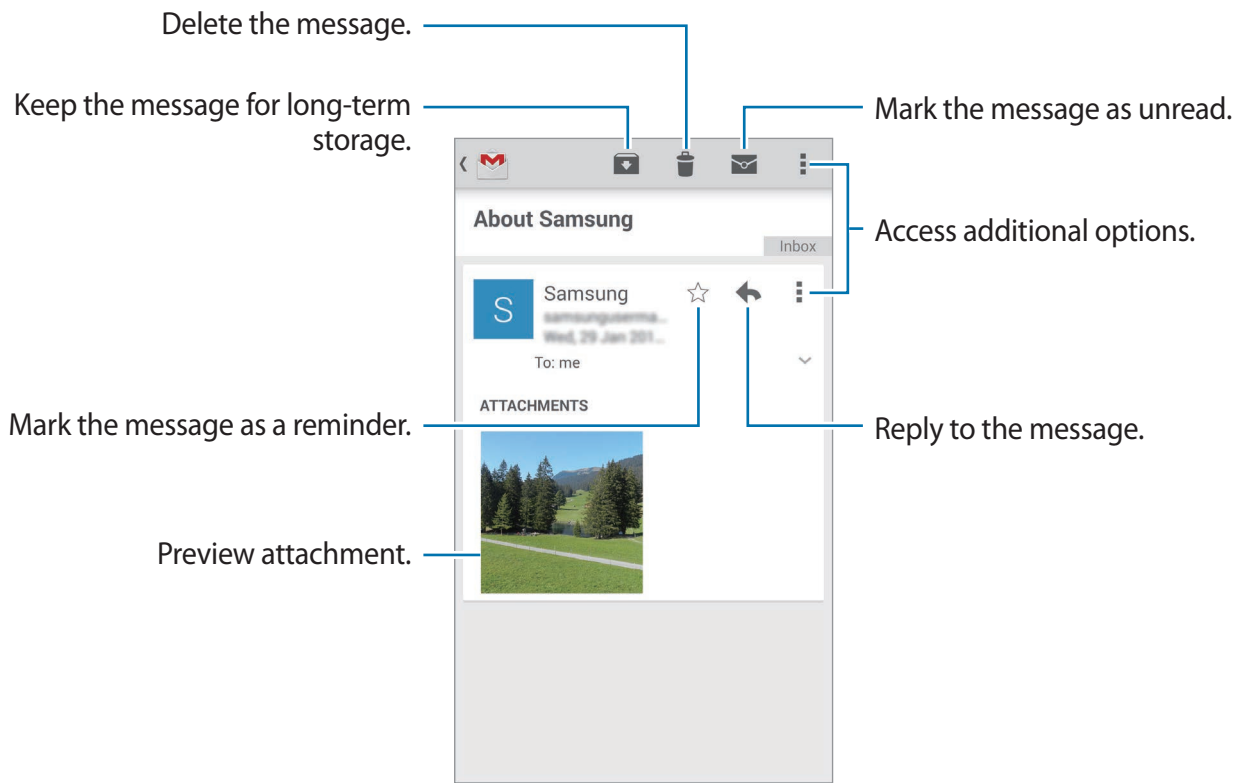 Delete the message.
Keep the message for long-term
storage.
Mark the message as unread.
About Samsung
Inbox
Access additional options.
S
Samsung
To: me
ATTACHMENTS
Mark the message as a reminder.
Reply to the message.
Preview attachment.